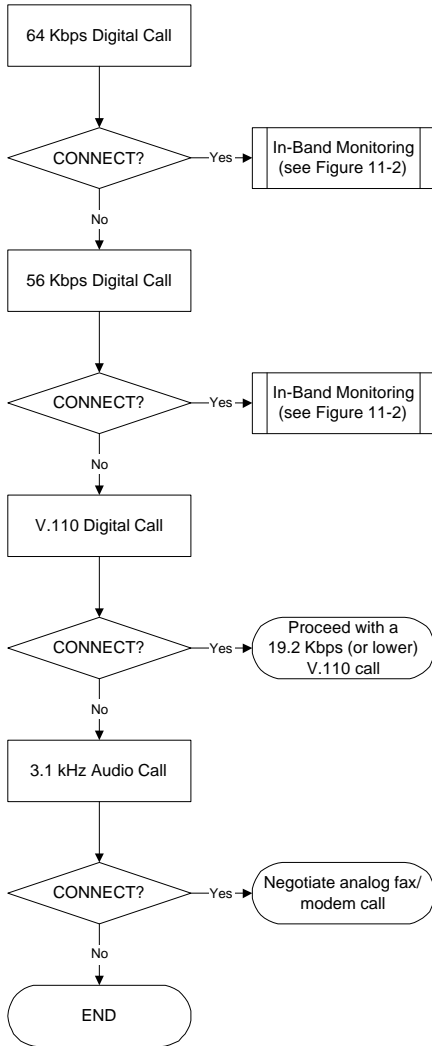 64 Kbps Digital Call
CONNECT?
Yes
In-Band Monitoring
(see Figure 11-2)
No
56 Kbps Digital Call
CONNECT?
Yes
In-Band Monitoring
(see Figure 11-2)
No
V.110 Digital Call
CONNECT?
Yes
Proceed with a
19.2 Kbps (or lower)
V.110 call
No
3.1 kHz Audio Call
CONNECT?
Yes
Negotiate analog fax/
modem call
No
END